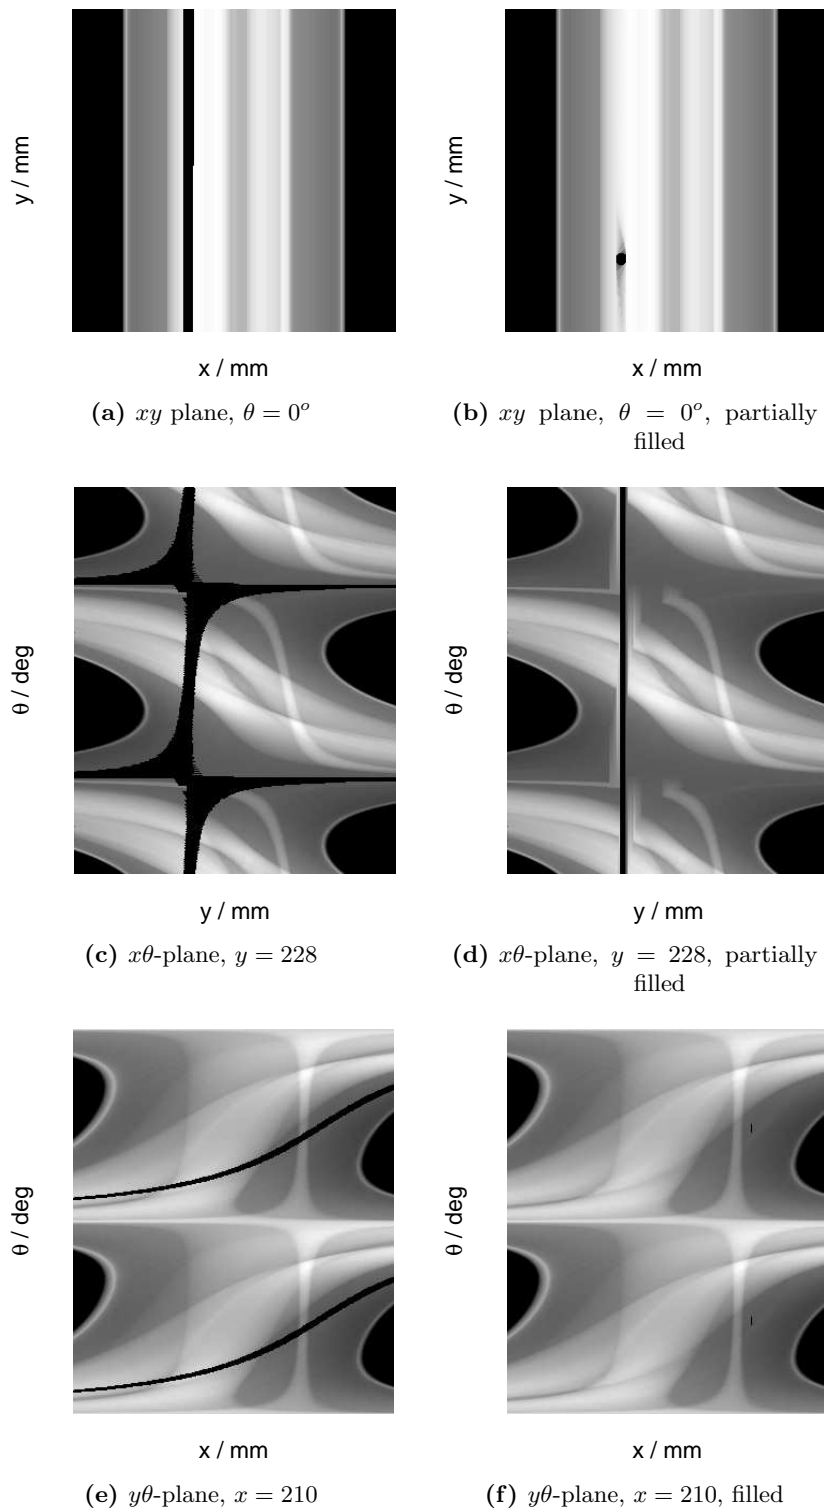 y / mm
y / mm
x / mm
x / mm
(a) xy plane, θ = 0°
(b) xy plane, θ = 0°, partially
filled
θ / deg
θ / deg
y / mm
y / mm
(c) xθ-plane, y = 228
(d) xθ-plane, y = 228, partially
filled
θ / deg
θ / deg
x / mm
x / mm
(e) yθ-plane, x = 210
(f) yθ-plane, x = 210, filled